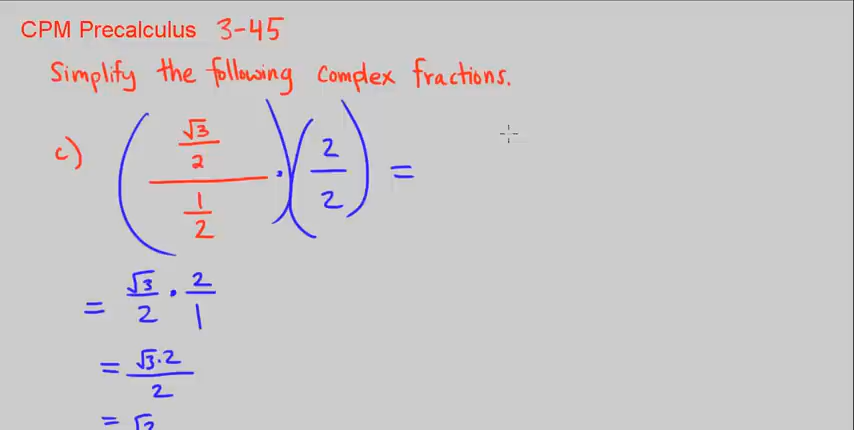 CPM Precalculus 3-45
Simplify the following complex fractions.
c) ((√3/2)/(1/2)) · (2/2) =
= √3/2 · 2/1
= √3·2/2
= √3